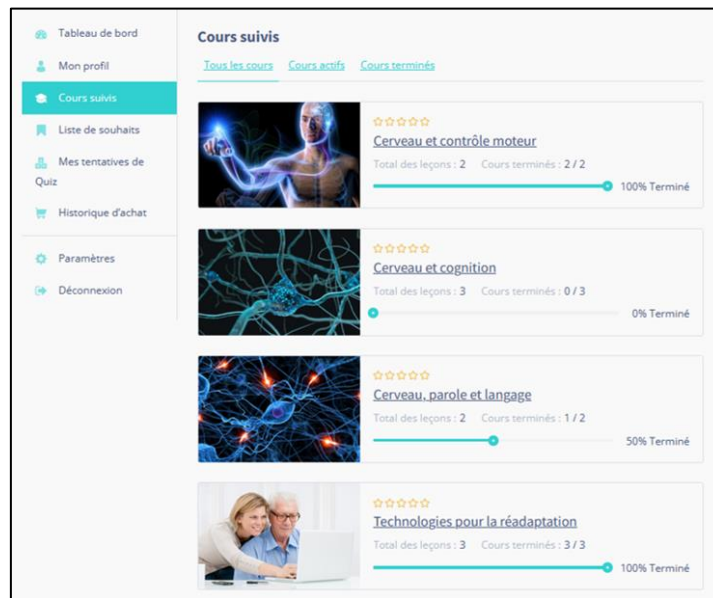 Tableau de bord
Mon profil
Cours suivis
Liste de souhaits
Mes tentatives de
Quiz
Historique d'achat
Paramètres
Déconnexion
Cours suivis
Tous les cours Cours actifs Cours terminés
Cerveau et contrôle moteur
Total des leçons : 2 Cours terminés : 2 / 2
100% Terminé
Cerveau et cognition
Total des leçons : 3 Cours terminés : 0 / 3
0% Terminé
Cerveau, parole et langage
Total des leçons : 2 Cours terminés : 1 / 2
50% Terminé
Technologies pour la réadaptation
Total des leçons : 3 Cours terminés : 3 / 3
100% Terminé